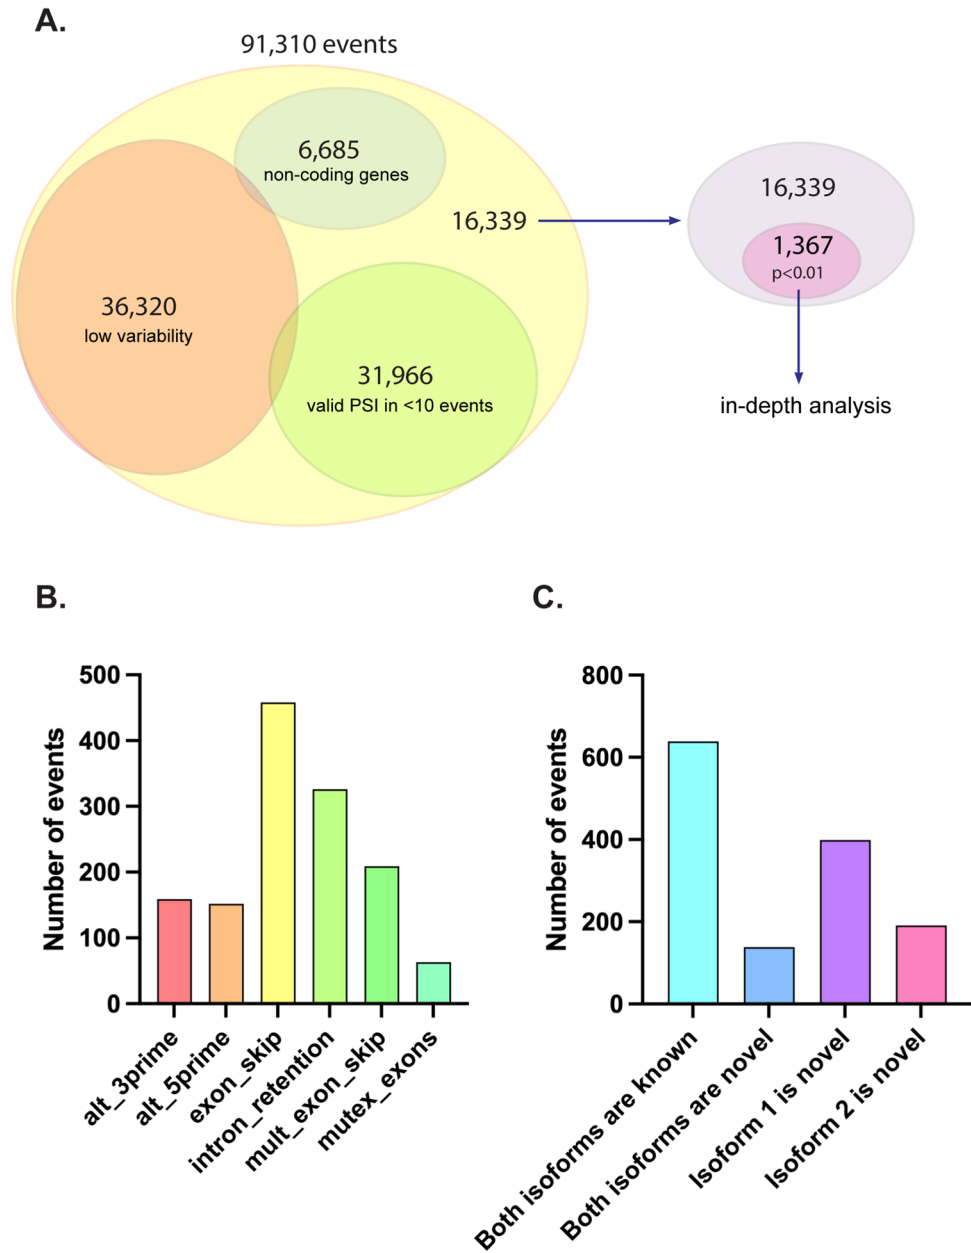 A.
91,310 events
6,685
non-coding genes
16,339
36,320
low variability
31,966
valid PSI in <10 events
16,339
1,367
p<0.01
in-depth analysis
B.
Number of events
500
400
300
200
100
0
alt_3prime
alt_5prime
exon_skip
intron_retention
mult_exon_skip
mutex_exons
C.
Number of events
800
600
400
200
0
Both isoforms are known
Both isoforms are novel
Isoform 1 is novel
Isoform 2 is novel